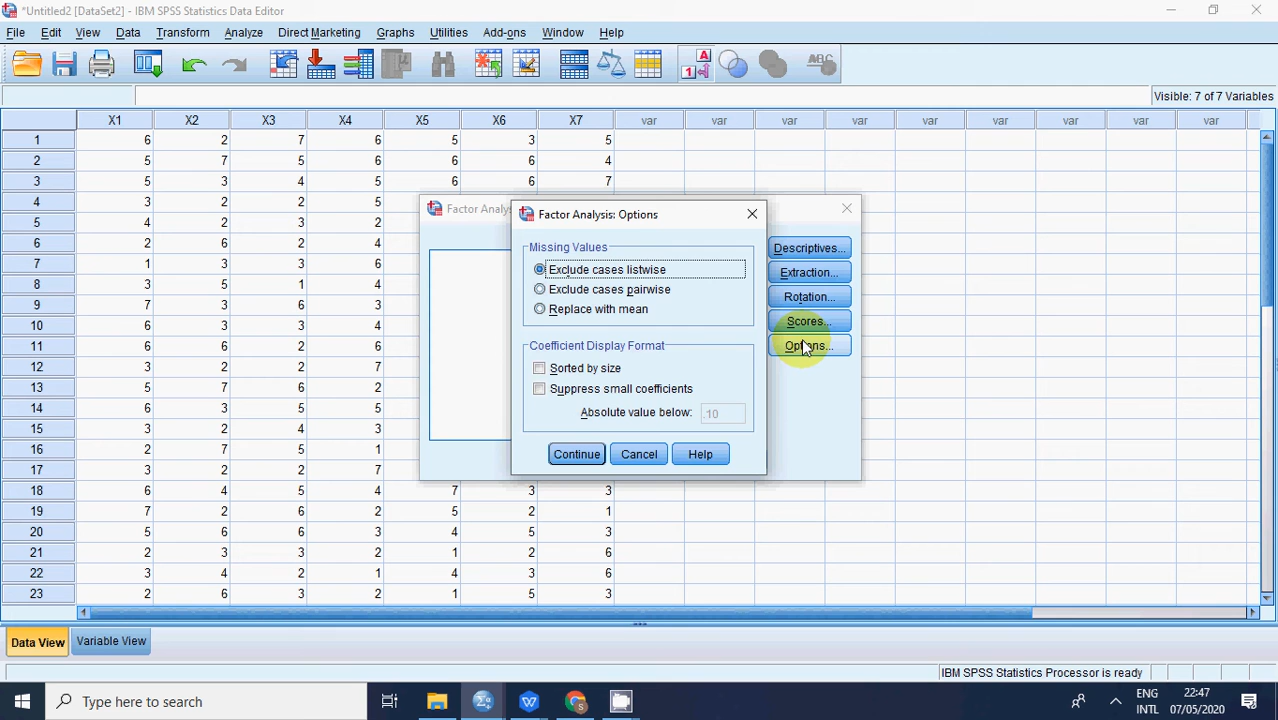 *Untitled2 [DataSet2] - IBM SPSS Statistics Data Editor
File Edit View Data Transform Analyze Direct Marketing Graphs Utilities Add-ons Window Help
Visible: 7 of 7 Variables
X1 X2 X3 X4 X5 X6 X7 var var var var var var var var var
1 6 2 7 6 5 3 5
2 5 7 5 6 6 6 4
3 5 3 4 5 6 6 7
4 3 2 2 5
5 4 2 3 2
6 2 6 2 4
7 1 3 3 6
8 3 5 1 4
9 7 3 6 3
10 6 3 3 4
11 6 6 2 2
12 3 2 2 7
13 5 7 6 2
14 6 3 5 5
15 3 2 4 3
16 2 7 5 1
17 3 2 2 7
18 6 4 5 4 7 3 3
19 7 2 6 2 5 2 1
20 5 6 6 3 4 5 3
21 2 3 3 2 1 2 6
22 3 4 2 1 4 3 6
23 2 6 3 2 1 5 3
Factor Analys
Factor Analysis: Options
Missing Values
Exclude cases listwise
Exclude cases pairwise
Replace with mean
Coefficient Display Format
Sorted by size
Suppress small coefficients
Absolute value below: .10
Continue Cancel Help
Descriptives...
Extraction...
Rotation...
Scores...
Options...
Data View Variable View
IBM SPSS Statistics Processor is ready
Type here to search
ENG
INTL
22:47
07/05/2020